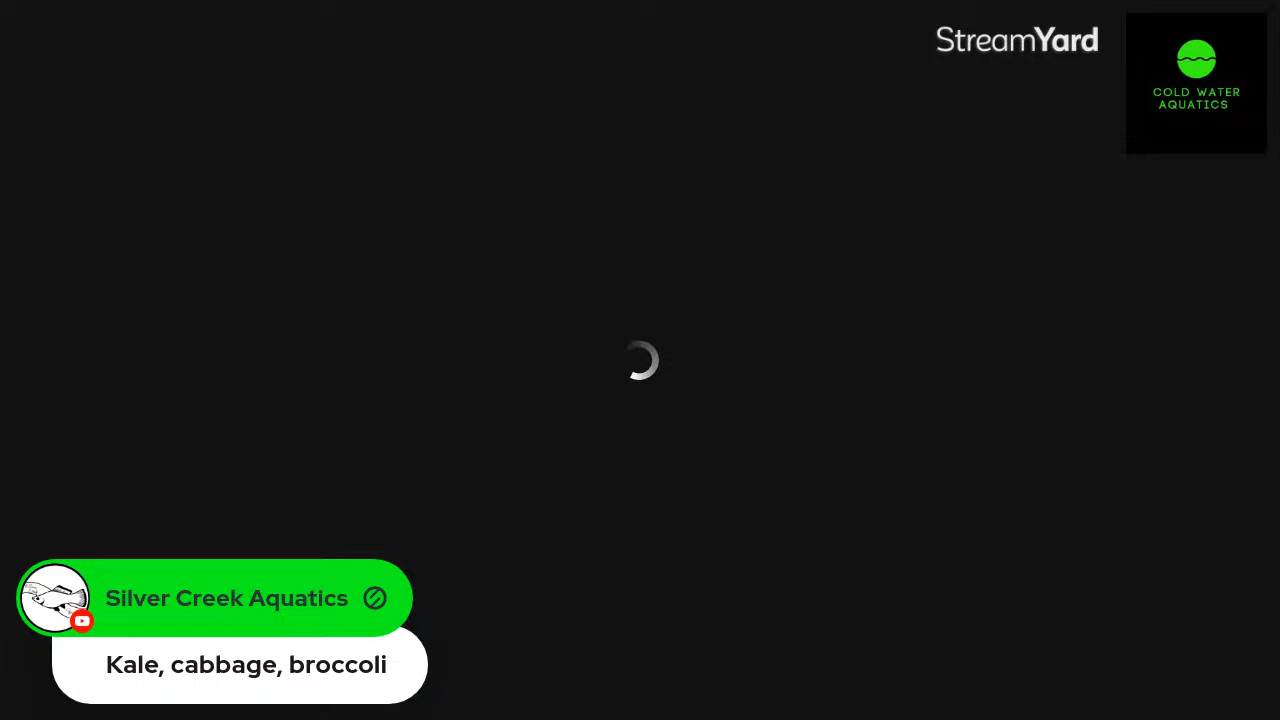 StreamYard
COLD WATER
AQUATICS
Silver Creek Aquatics
Kale, cabbage, broccoli